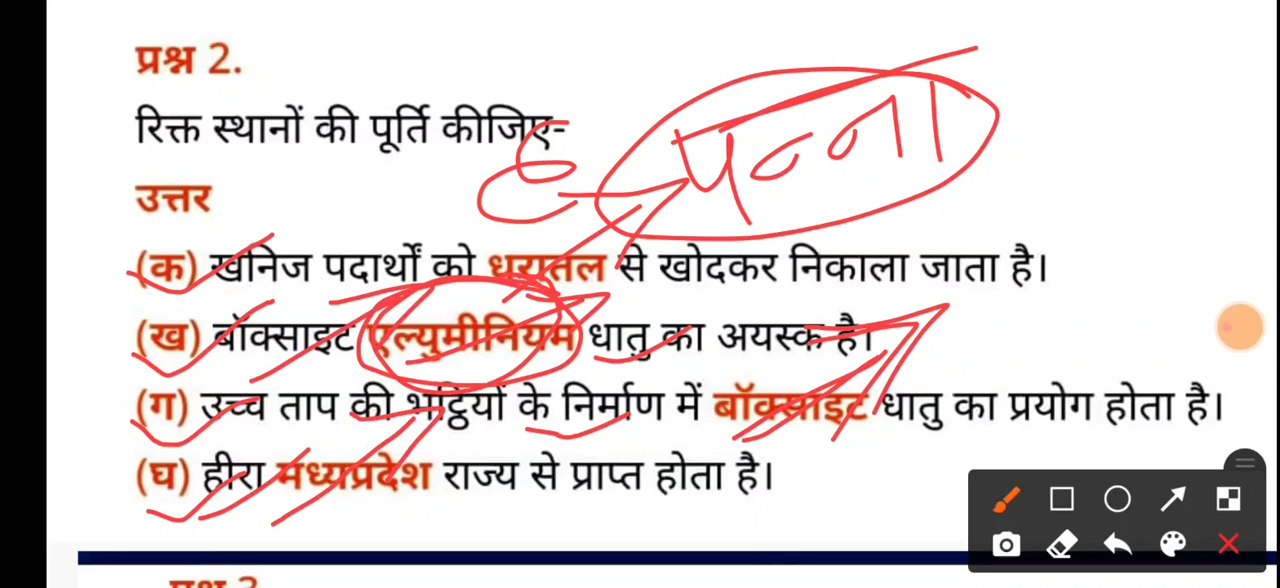 प्रश्न 2.
रिक्त स्थानों की पूर्ति कीजिए-
पन्ना
उत्तर
(क) खनिज पदार्थों को धरातल से खोदकर निकाला जाता है।
(ख) बॉक्साइट एल्युमीनियम धातु का अयस्क है।
(ग) उच्च ताप की भट्ठियों के निर्माण में बॉक्साइट धातु का प्रयोग होता है।
(घ) हीरा मध्यप्रदेश राज्य से प्राप्त होता है।